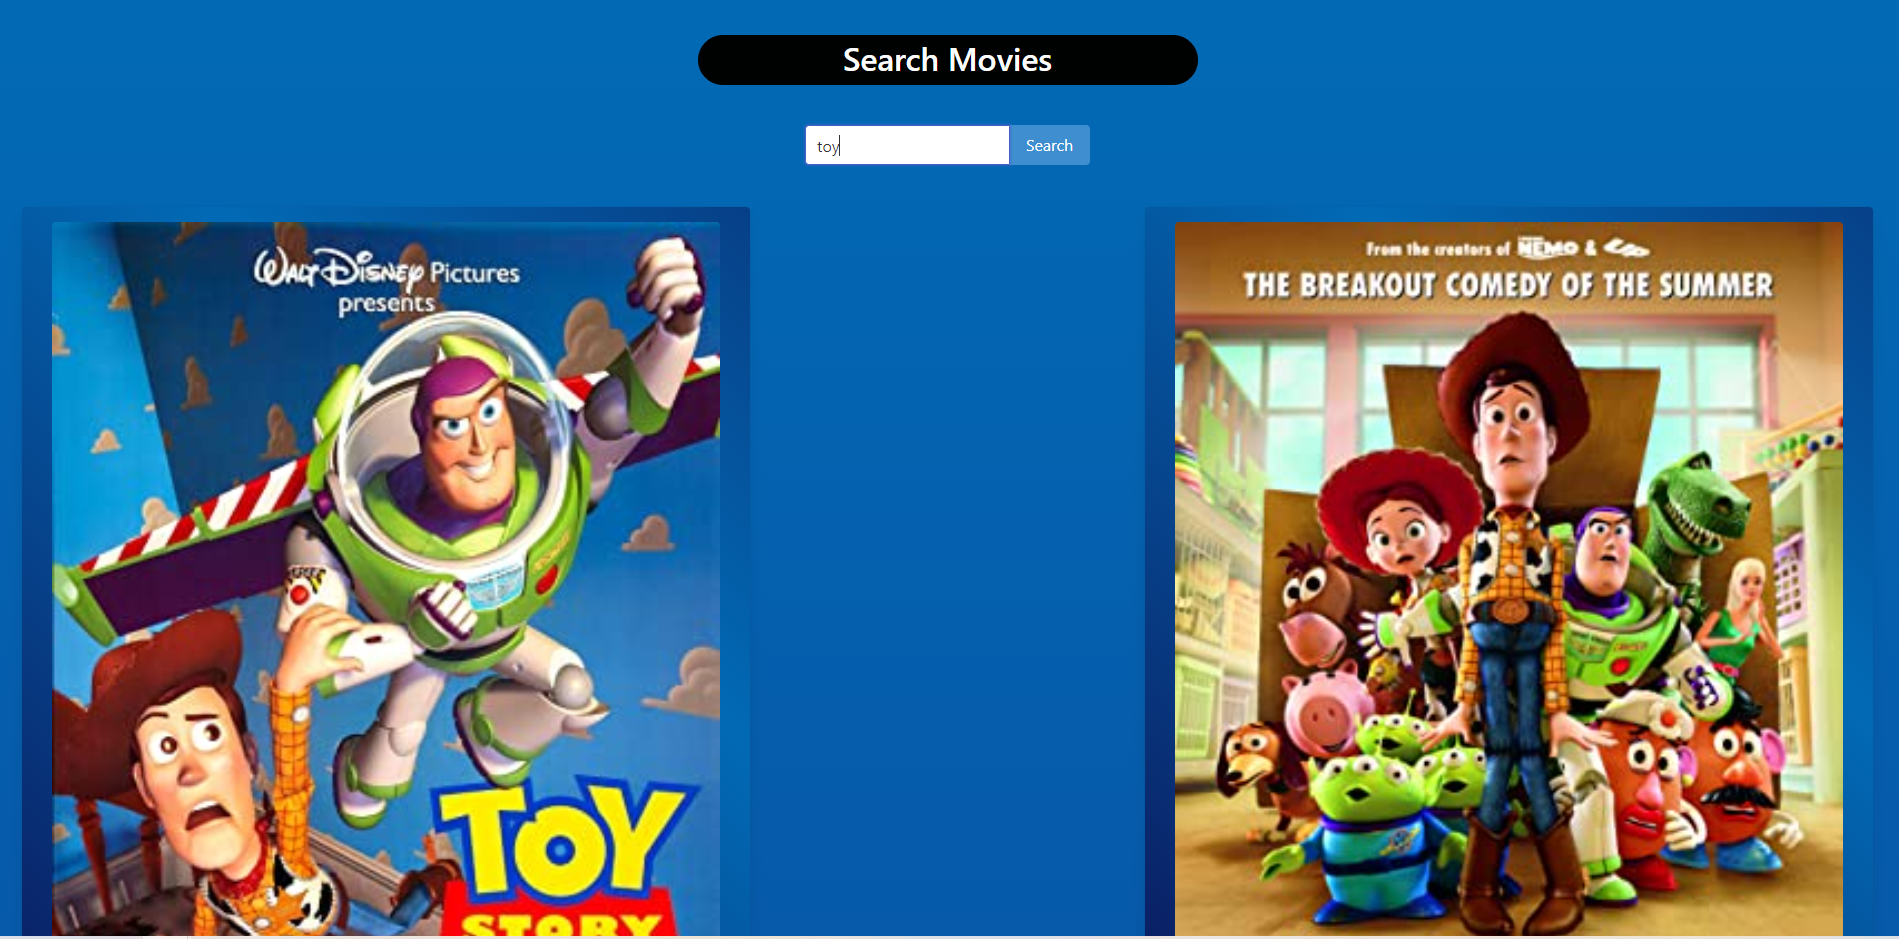 Search Movies
toy
Search
WALT DISNEY Pictures
presents
TOY
STORY
From the creators of NEMO & UP
THE BREAKOUT COMEDY OF THE SUMMER